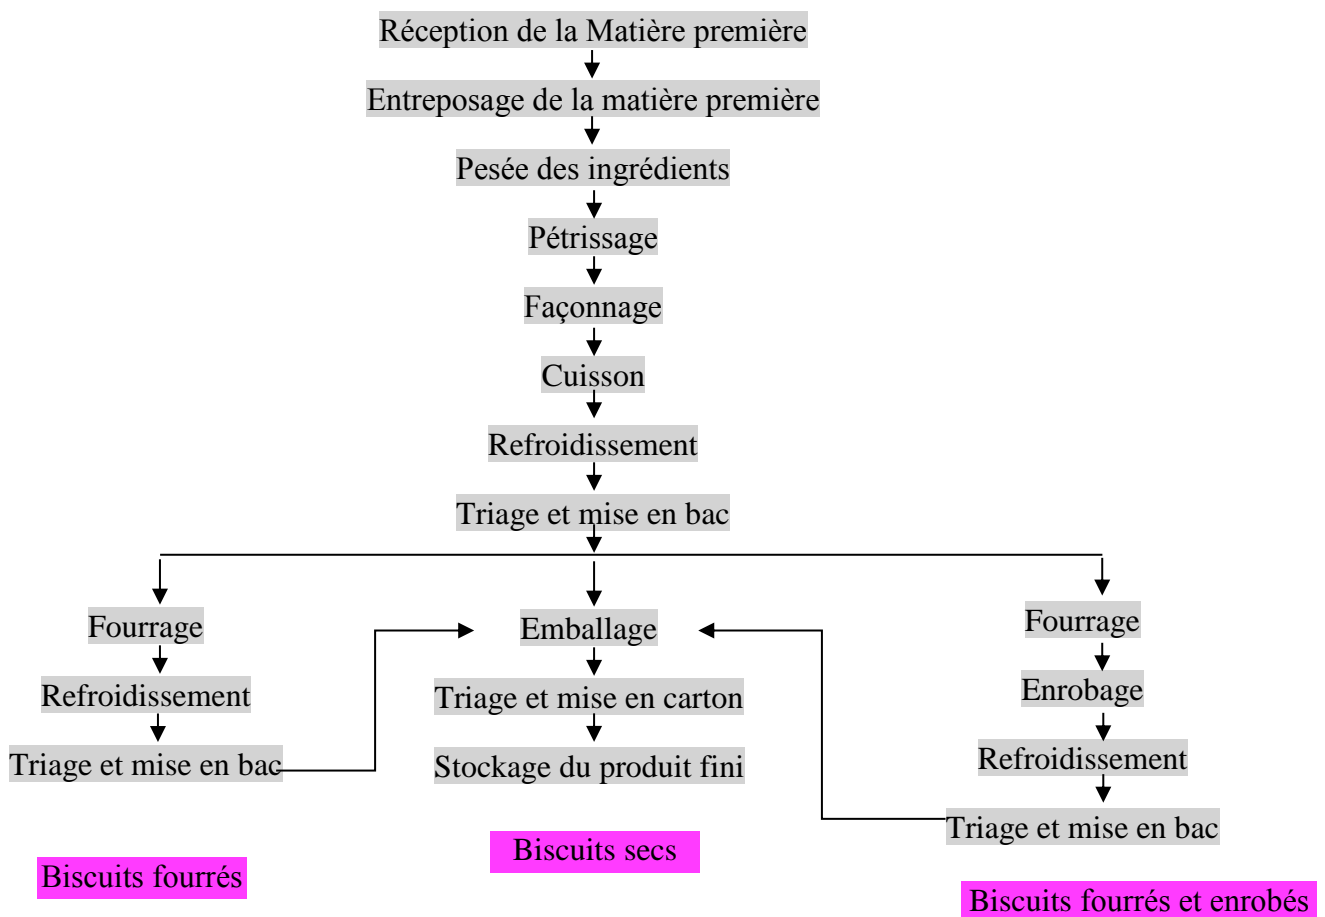 Réception de la Matière première
Entreposage de la matière première
Pesée des ingrédients
Pétrissage
Façonnage
Cuisson
Refroidissement
Triage et mise en bac
Fourrage
Refroidissement
Triage et mise en bac
Biscuits fourrés
Emballage
Triage et mise en carton
Stockage du produit fini
Biscuits secs
Fourrage
Enrobage
Refroidissement
Triage et mise en bac
Biscuits fourrés et enrobés